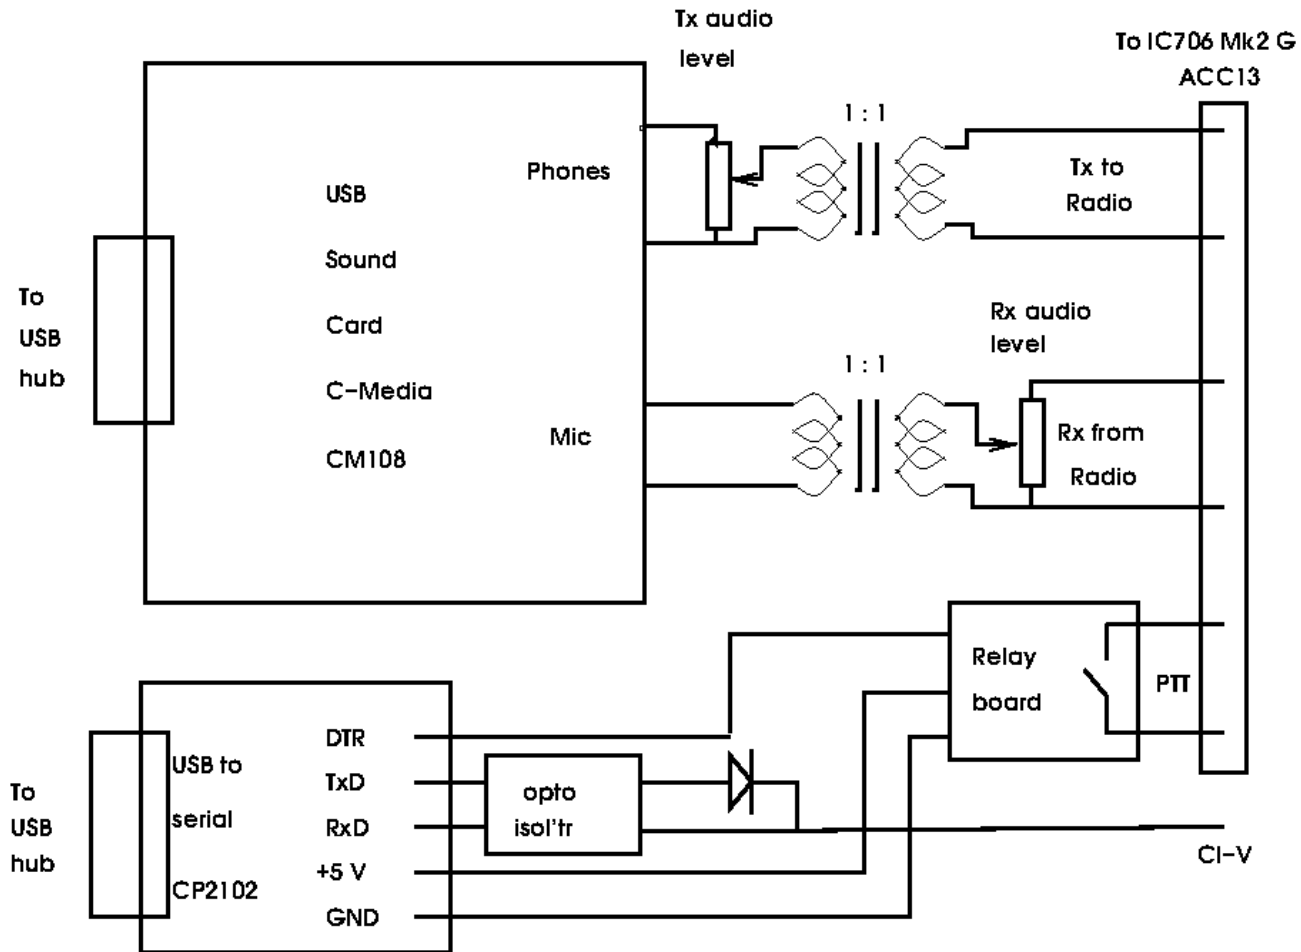 Tx audio
level
To IC706 Mk2 G
ACC13
1 : 1
Phones
Tx to
Radio
USB
Sound
Card
C-Media
CM108
To
USB
hub
Rx audio
level
1 : 1
Mic
Rx from
Radio
Relay
board
PTT
DTR
TxD
RxD
+5 V
GND
USB to
serial
CP2102
opto
isol'tr
To
USB
hub
CI-V